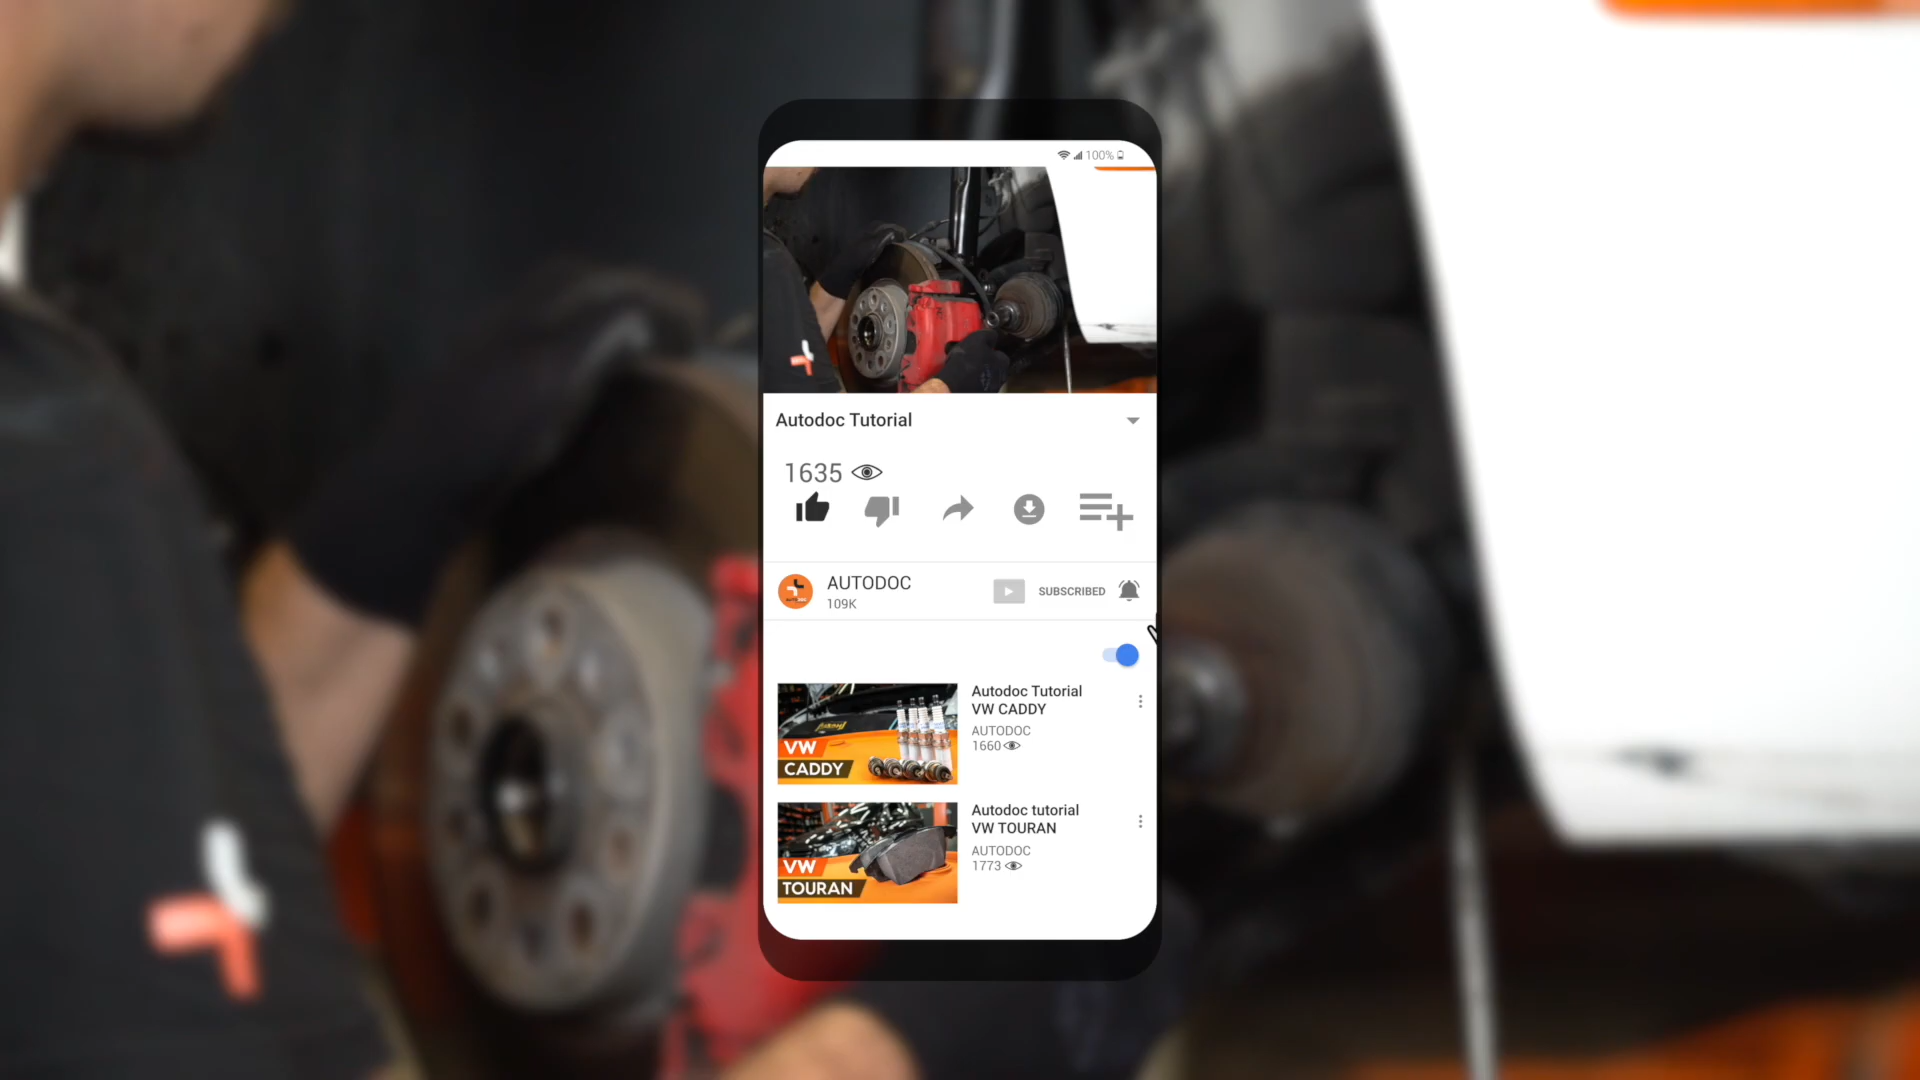 100%
Autodoc Tutorial
1635
AUTODOC
109K
SUBSCRIBED
Autodoc Tutorial
VW CADDY
AUTODOC
1660
VW
CADDY
Autodoc tutorial
VW TOURAN
AUTODOC
1773
VW
TOURAN